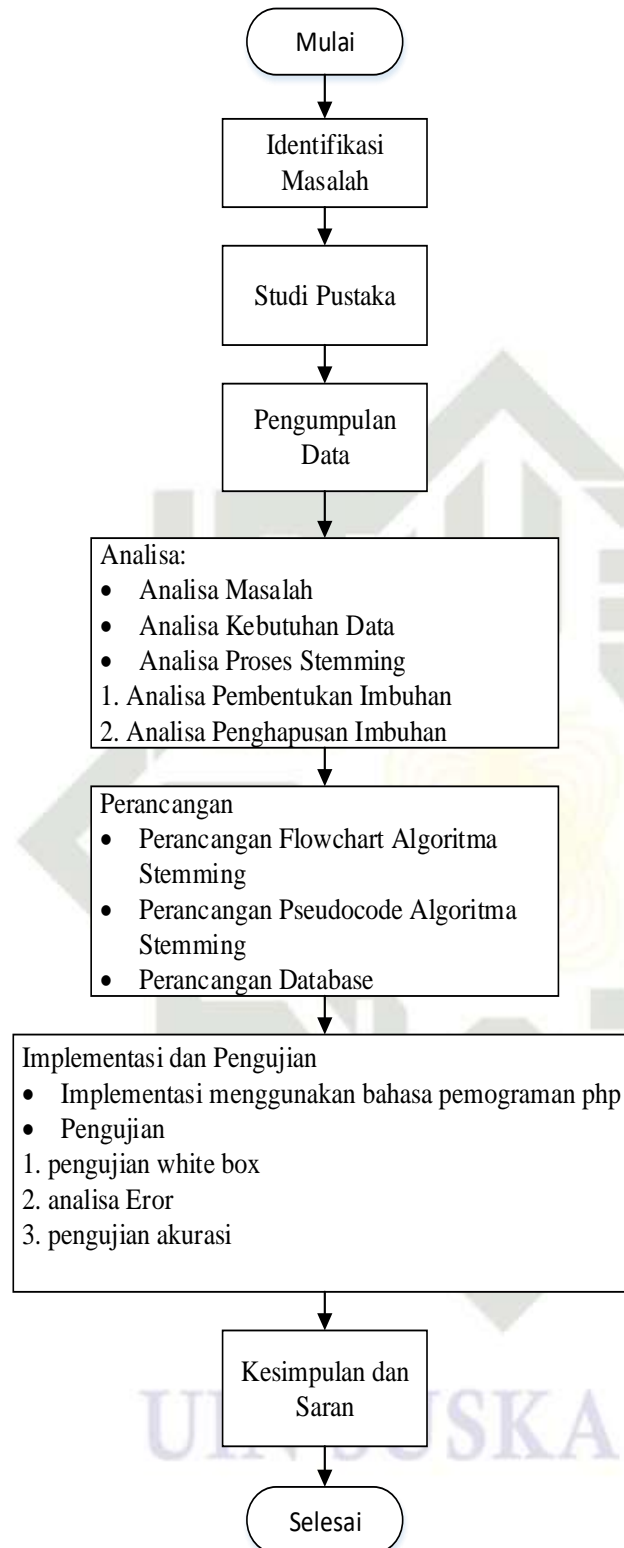 Mulai
Identifikasi
Masalah
Studi Pustaka
Pengumpulan
Data
Analisa:
• Analisa Masalah
• Analisa Kebutuhan Data
• Analisa Proses Stemming
1. Analisa Pembentukan Imbuhan
2. Analisa Penghapusan Imbuhan
Perancangan
• Perancangan Flowchart Algoritma
Stemming
• Perancangan Pseudocode Algoritma
Stemming
• Perancangan Database
Implementasi dan Pengujian
• Implementasi menggunakan bahasa pemograman php
• Pengujian
1. pengujian white box
2. analisa Eror
3. pengujian akurasi
Kesimpulan dan
Saran
UIN SUSKA
Selesai